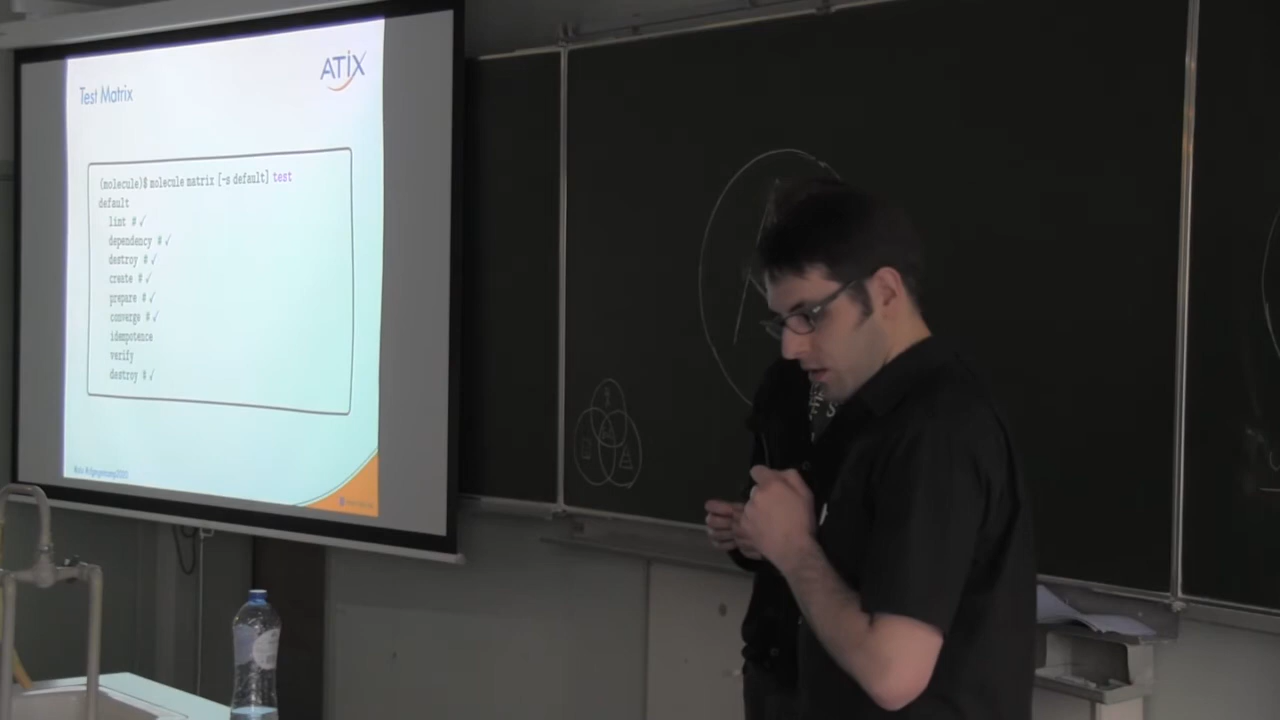 ATIX
Test Matrix
(molecule)$ molecule matrix [-s default] test
default
lint # ✓
dependency # ✓
destroy # ✓
create # ✓
prepare # ✓
converge # ✓
idempotence
verify
destroy # ✓